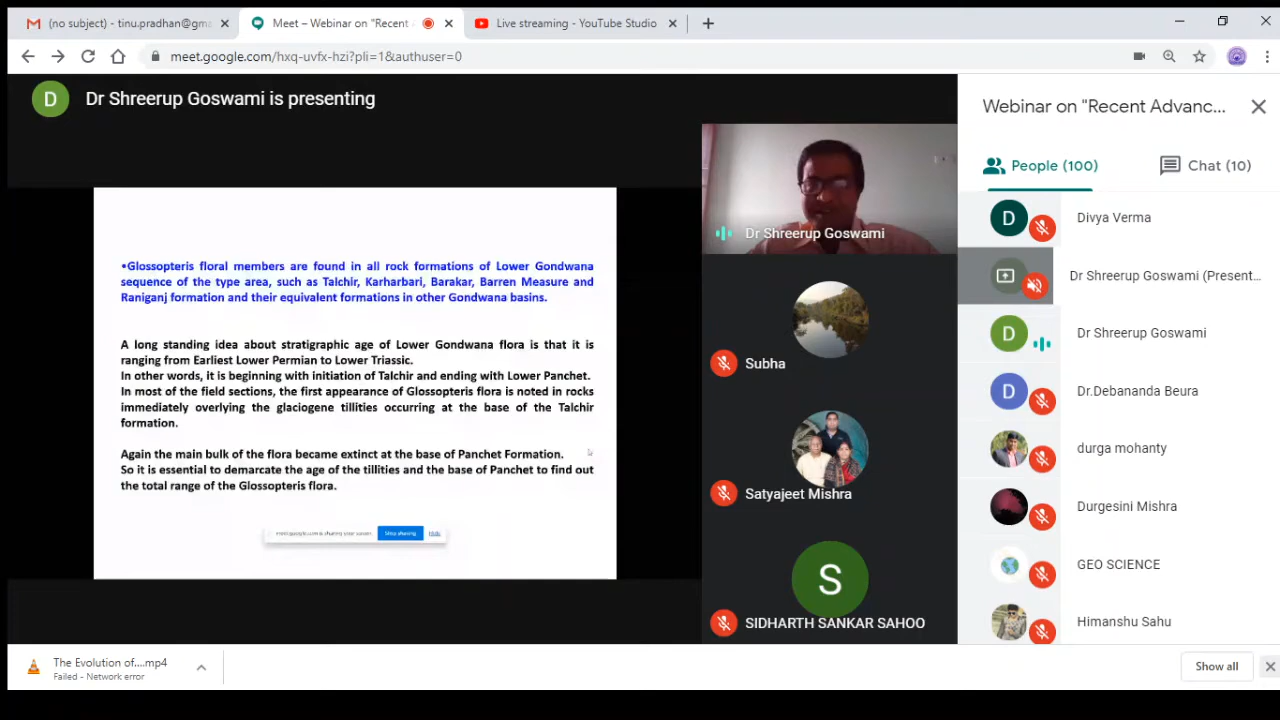 (no subject) - tinu.pradhan@gma
Meet – Webinar on "Recent
Live streaming - YouTube Studio
meet.google.com/hxq-uvfx-hzi?pli=1&authuser=0
D
Dr Shreerup Goswami is presenting
•Glossopteris floral members are found in all rock formations of Lower Gondwana
sequence of the type area, such as Talchir, Karharbari, Barakar, Barren Measure and
Raniganj formation and their equivalent formations in other Gondwana basins.
A long standing idea about stratigraphic age of Lower Gondwana flora is that it is
ranging from Earliest Lower Permian to Lower Triassic.
In other words, it is beginning with initiation of Talchir and ending with Lower Panchet.
In most of the field sections, the first appearance of Glossopteris flora is noted in rocks
immediately overlying the glaciogene tillities occurring at the base of the Talchir
formation.
Again the main bulk of the flora became extinct at the base of Panchet Formation.
So it is essential to demarcate the age of the tillities and the base of Panchet to find out
the total range of the Glossopteris flora.
meet.google.com is sharing your screen.
Stop sharing
Hide
Dr Shreerup Goswami
Subha
Satyajeet Mishra
S
SIDHARTH SANKAR SAHOO
Webinar on "Recent Advanc...
People (100)
Chat (10)
D
Divya Verma
Dr Shreerup Goswami (Present...
D
Dr Shreerup Goswami
D
Dr.Debananda Beura
durga mohanty
Durgesini Mishra
GEO SCIENCE
Himanshu Sahu
The Evolution of....mp4
Failed - Network error
Show all